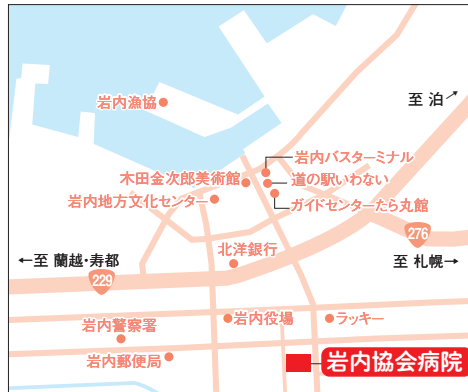 岩内漁協
至 泊
岩内バスターミナル
木田金次郎美術館
道の駅いわない
岩内地方文化センター
ガイドセンターたら丸館
276
北洋銀行
←至 蘭越・寿都
至 札幌→
229
岩内役場
ラッキー
岩内警察署
岩内郵便局
岩内協会病院